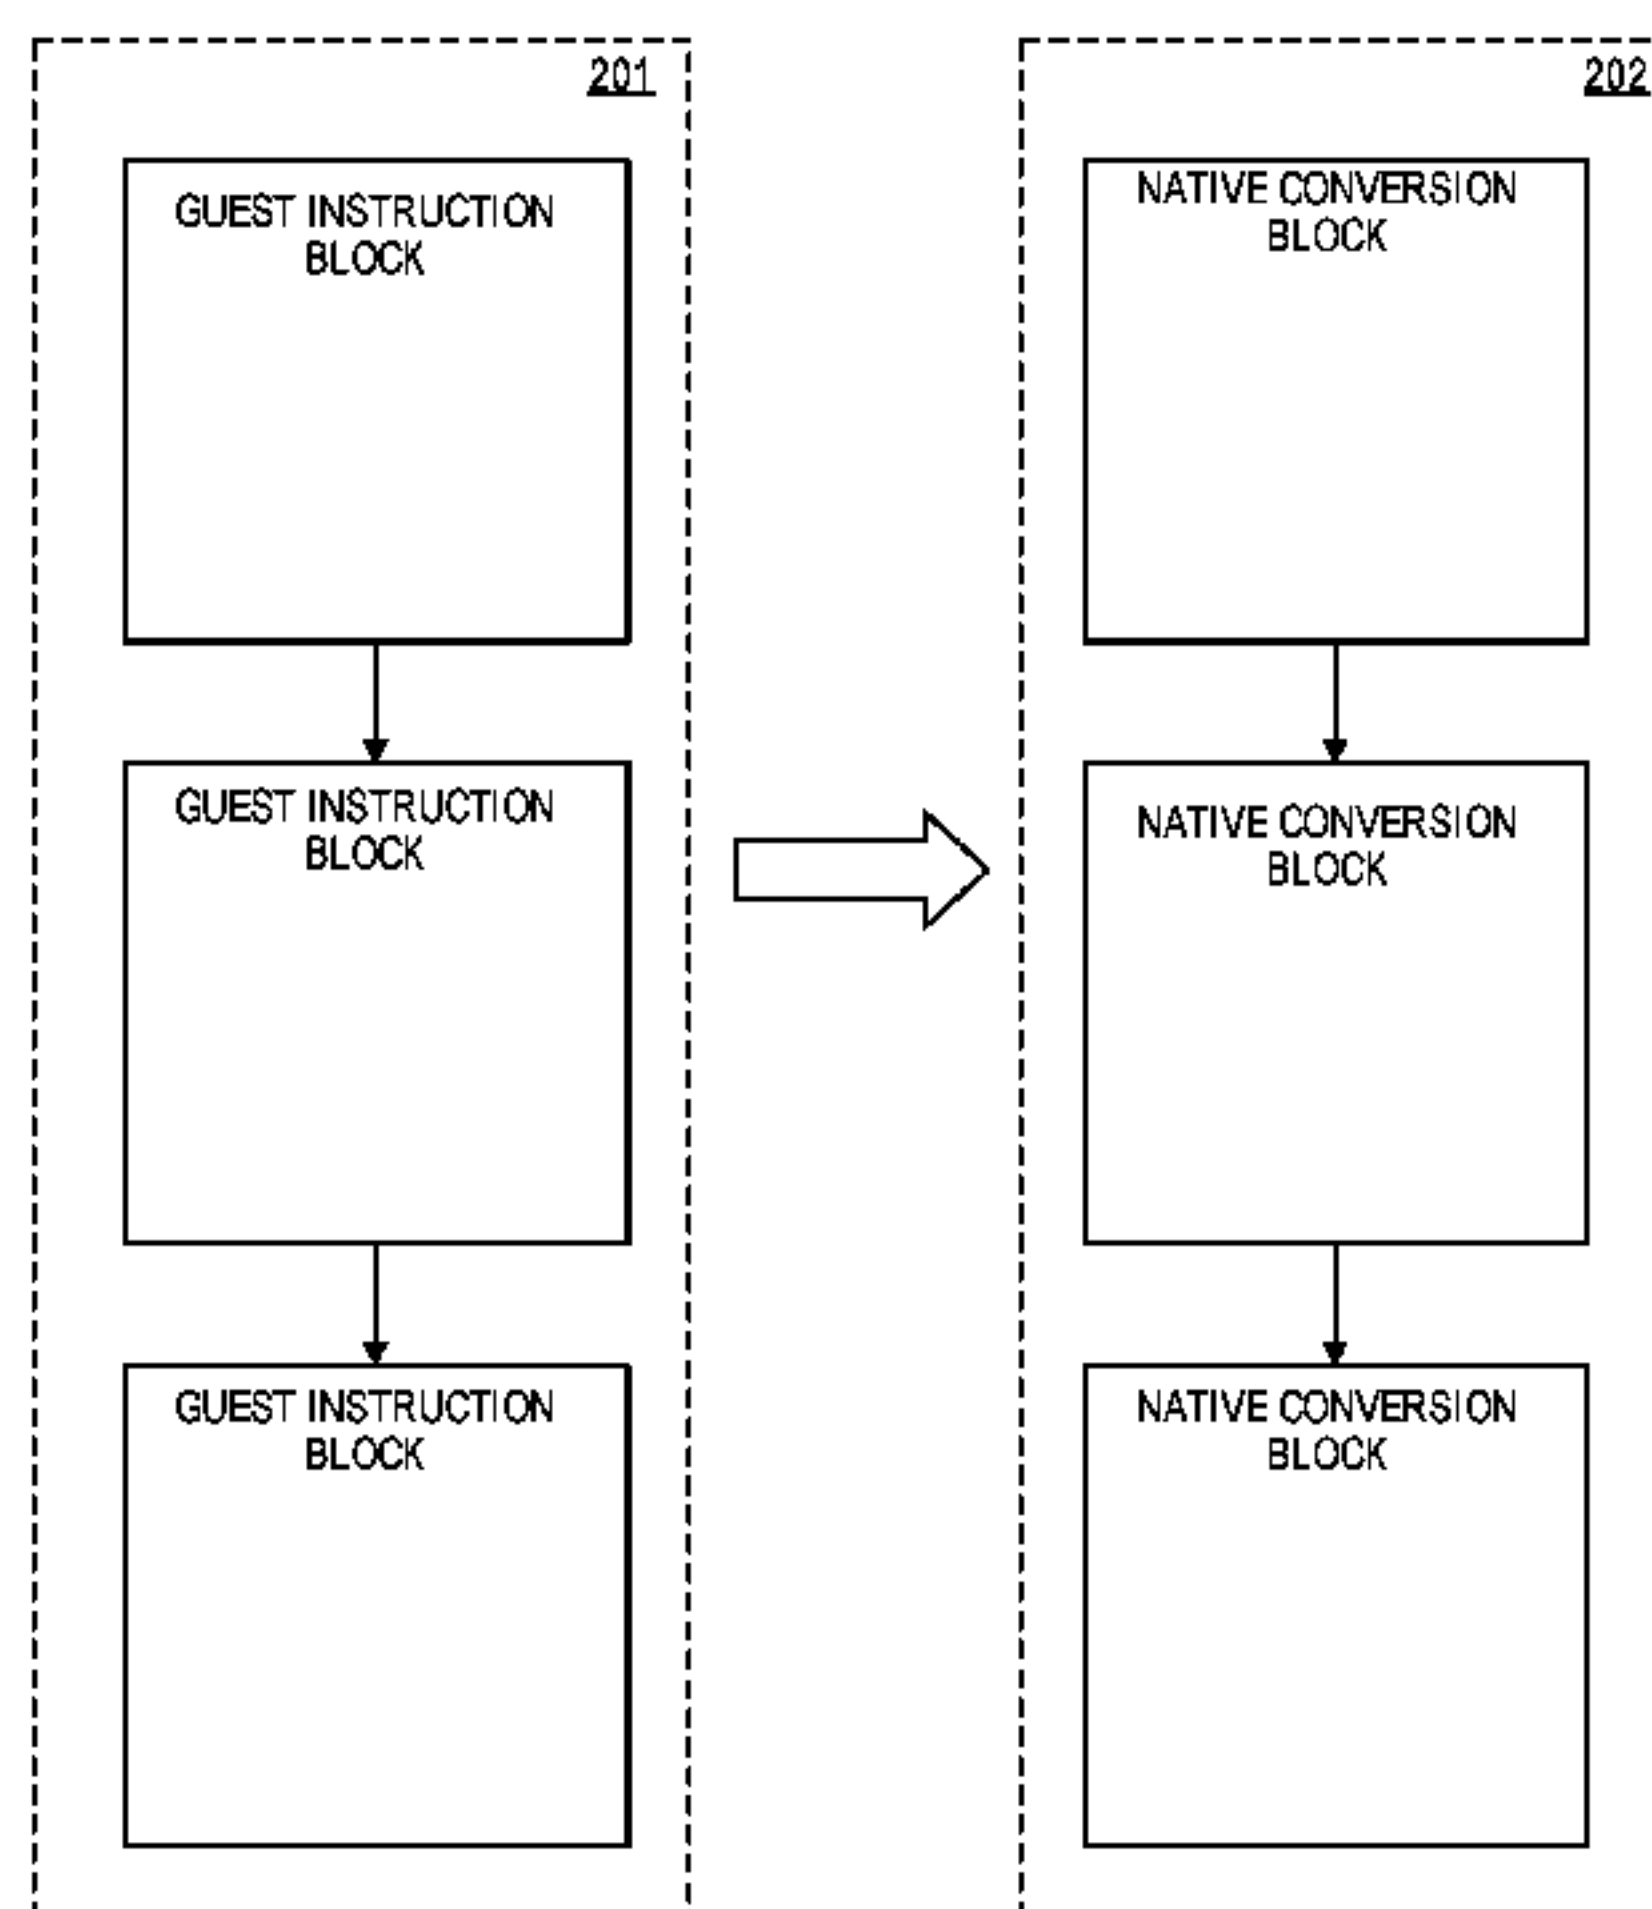 201
GUEST INSTRUCTION
BLOCK
GUEST INSTRUCTION
BLOCK
GUEST INSTRUCTION
BLOCK
202
NATIVE CONVERSION
BLOCK
NATIVE CONVERSION
BLOCK
NATIVE CONVERSION
BLOCK